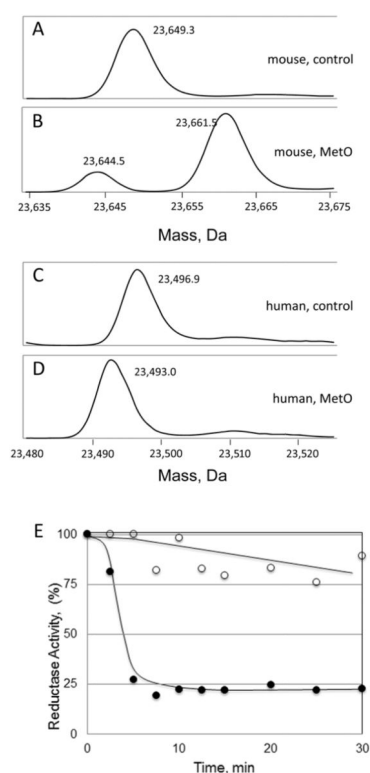 A
23,649.3
mouse, control
B
23,661.5
mouse, MetO
23,644.5
23,635 23,645 23,655 23,665 23,675
Mass, Da
C
23,496.9
human, control
D
23,493.0
human, MetO
23,480 23,490 23,500 23,510 23,520
Mass, Da
E
100
75
50
25
0
Reductase Activity, (%)
0 10 20 30
Time, min